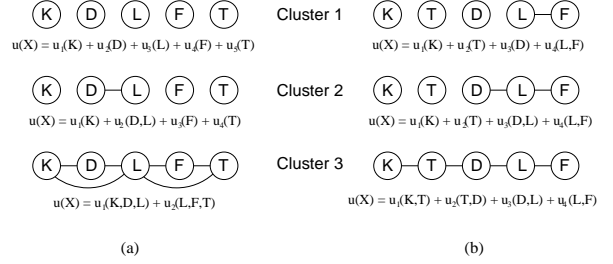 K D L F T Cluster 1 K T D L F
u(X) = u₁(K) + u₂(D) + u₃(L) + u₄(F) + u₅(T) u(X) = u₁(K) + u₂(T) + u₃(D) + u₄(L,F)
K D L F T Cluster 2 K T D L F
u(X) = u₁(K) + u₂(D,L) + u₃(F) + u₄(T) u(X) = u₁(K) + u₂(T) + u₃(D,L) + u₄(L,F)
K D L F T Cluster 3 K T D L F
u(X) = u₁(K,D,L) + u₂(L,F,T) u(X) = u₁(K,T) + u₂(T,D) + u₃(D,L) + u₄(L,F)
(a) (b)